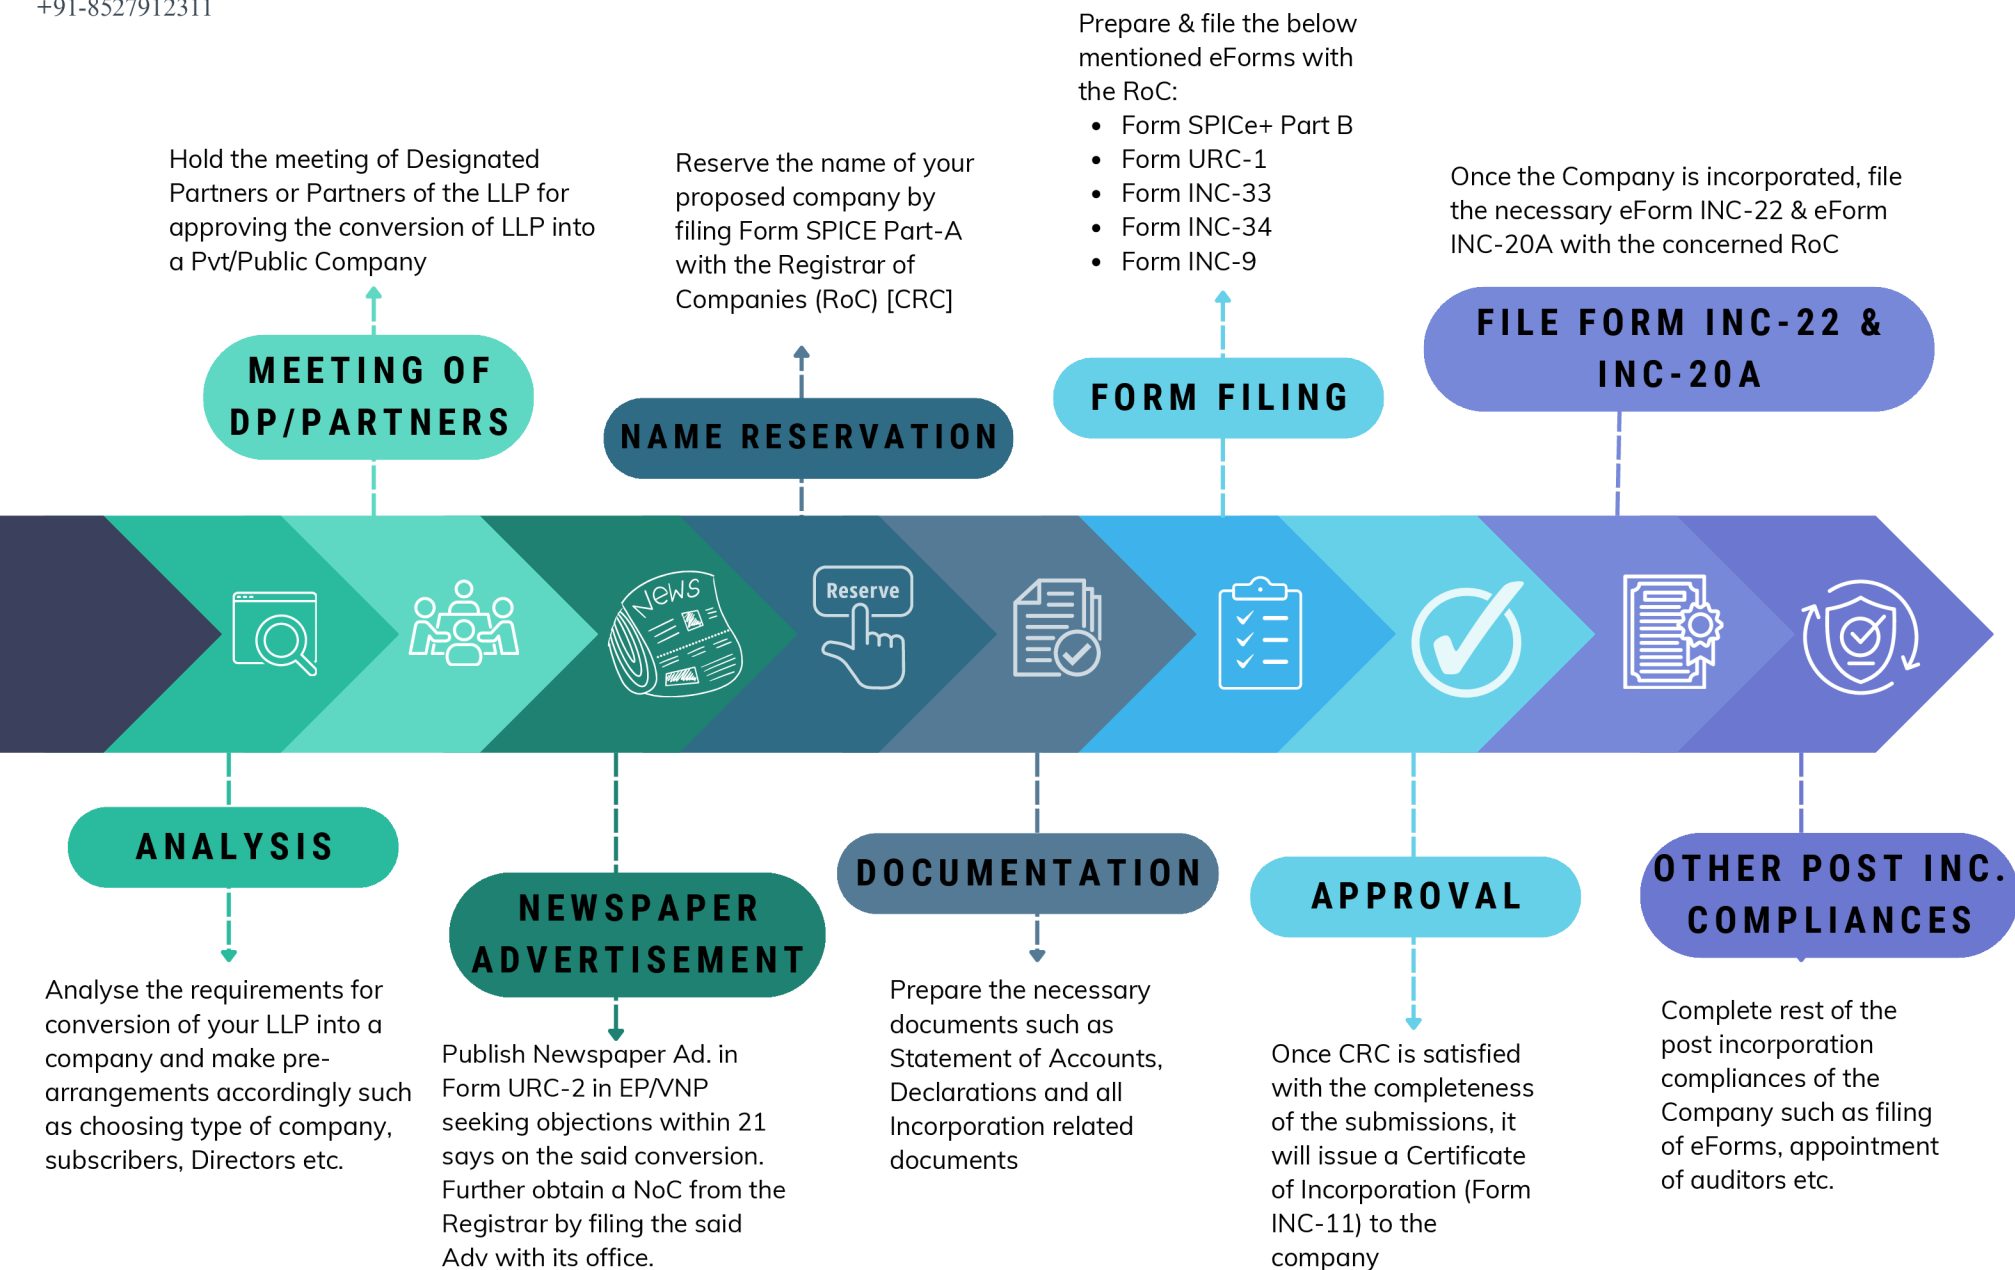 +91-8527912311
Prepare & file the below
mentioned eForms with
the RoC:
• Form SPICe+ Part B
• Form URC-1
• Form INC-33
• Form INC-34
• Form INC-9
Hold the meeting of Designated
Partners or Partners of the LLP for
approving the conversion of LLP into
a Pvt/Public Company
Reserve the name of your
proposed company by
filing Form SPICE Part-A
with the Registrar of
Companies (RoC) [CRC]
Once the Company is incorporated, file
the necessary eForm INC-22 & eForm
INC-20A with the concerned RoC
MEETING OF
DP/PARTNERS
NAME RESERVATION
FORM FILING
FILE FORM INC-22 &
INC-20A
NEWS
Reserve
ANALYSIS
NEWSPAPER
ADVERTISEMENT
DOCUMENTATION
APPROVAL
OTHER POST INC.
COMPLIANCES
Analyse the requirements for
conversion of your LLP into a
company and make pre-
arrangements accordingly such
as choosing type of company,
subscribers, Directors etc.
Publish Newspaper Ad. in
Form URC-2 in EP/VNP
seeking objections within 21
says on the said conversion.
Further obtain a NoC from the
Registrar by filing the said
Adv with its office.
Prepare the necessary
documents such as
Statement of Accounts,
Declarations and all
Incorporation related
documents
Once CRC is satisfied
with the completeness
of the submissions, it
will issue a Certificate
of Incorporation (Form
INC-11) to the
company
Complete rest of the
post incorporation
compliances of the
Company such as filing
of eForms, appointment
of auditors etc.